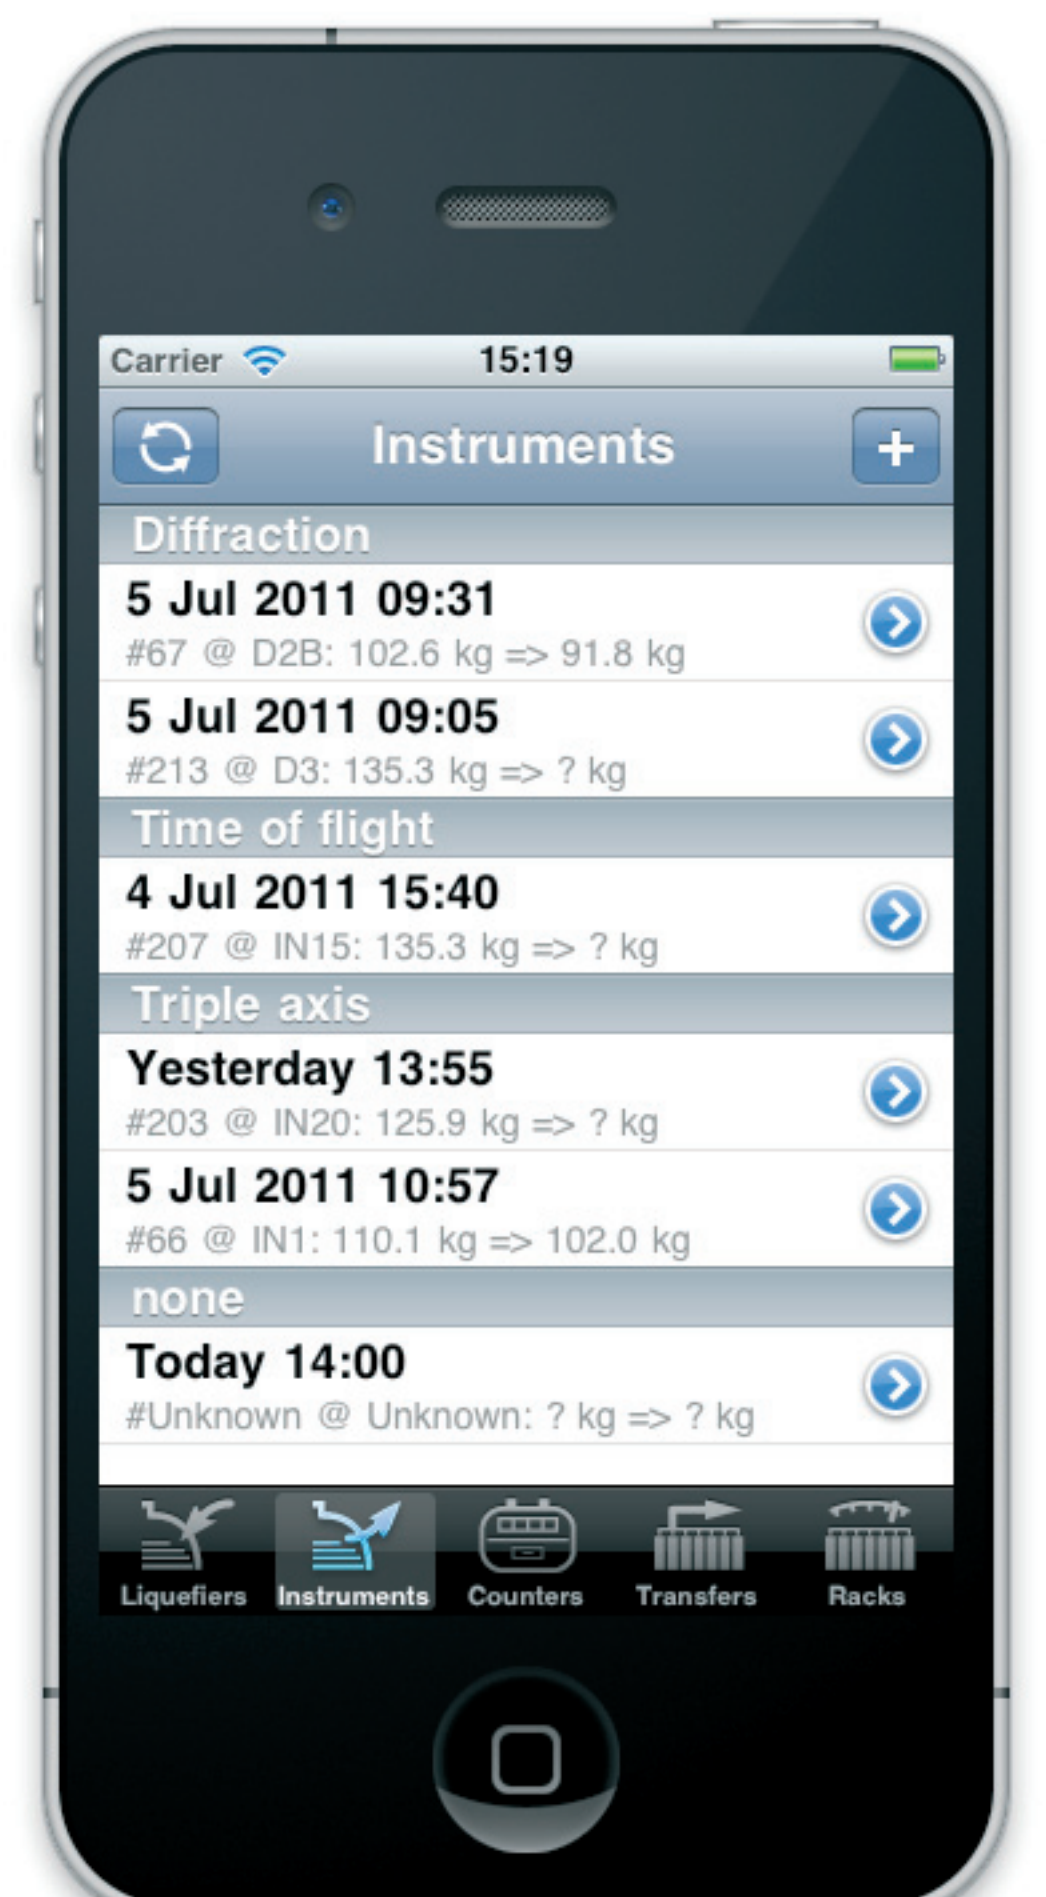 Carrier 15:19
Instruments +
Diffraction
5 Jul 2011 09:31
#67 @ D2B: 102.6 kg => 91.8 kg
5 Jul 2011 09:05
#213 @ D3: 135.3 kg => ? kg
Time of flight
4 Jul 2011 15:40
#207 @ IN15: 135.3 kg => ? kg
Triple axis
Yesterday 13:55
#203 @ IN20: 125.9 kg => ? kg
5 Jul 2011 10:57
#66 @ IN1: 110.1 kg => 102.0 kg
none
Today 14:00
#Unknown @ Unknown: ? kg => ? kg
Liquefiers Instruments Counters Transfers Racks